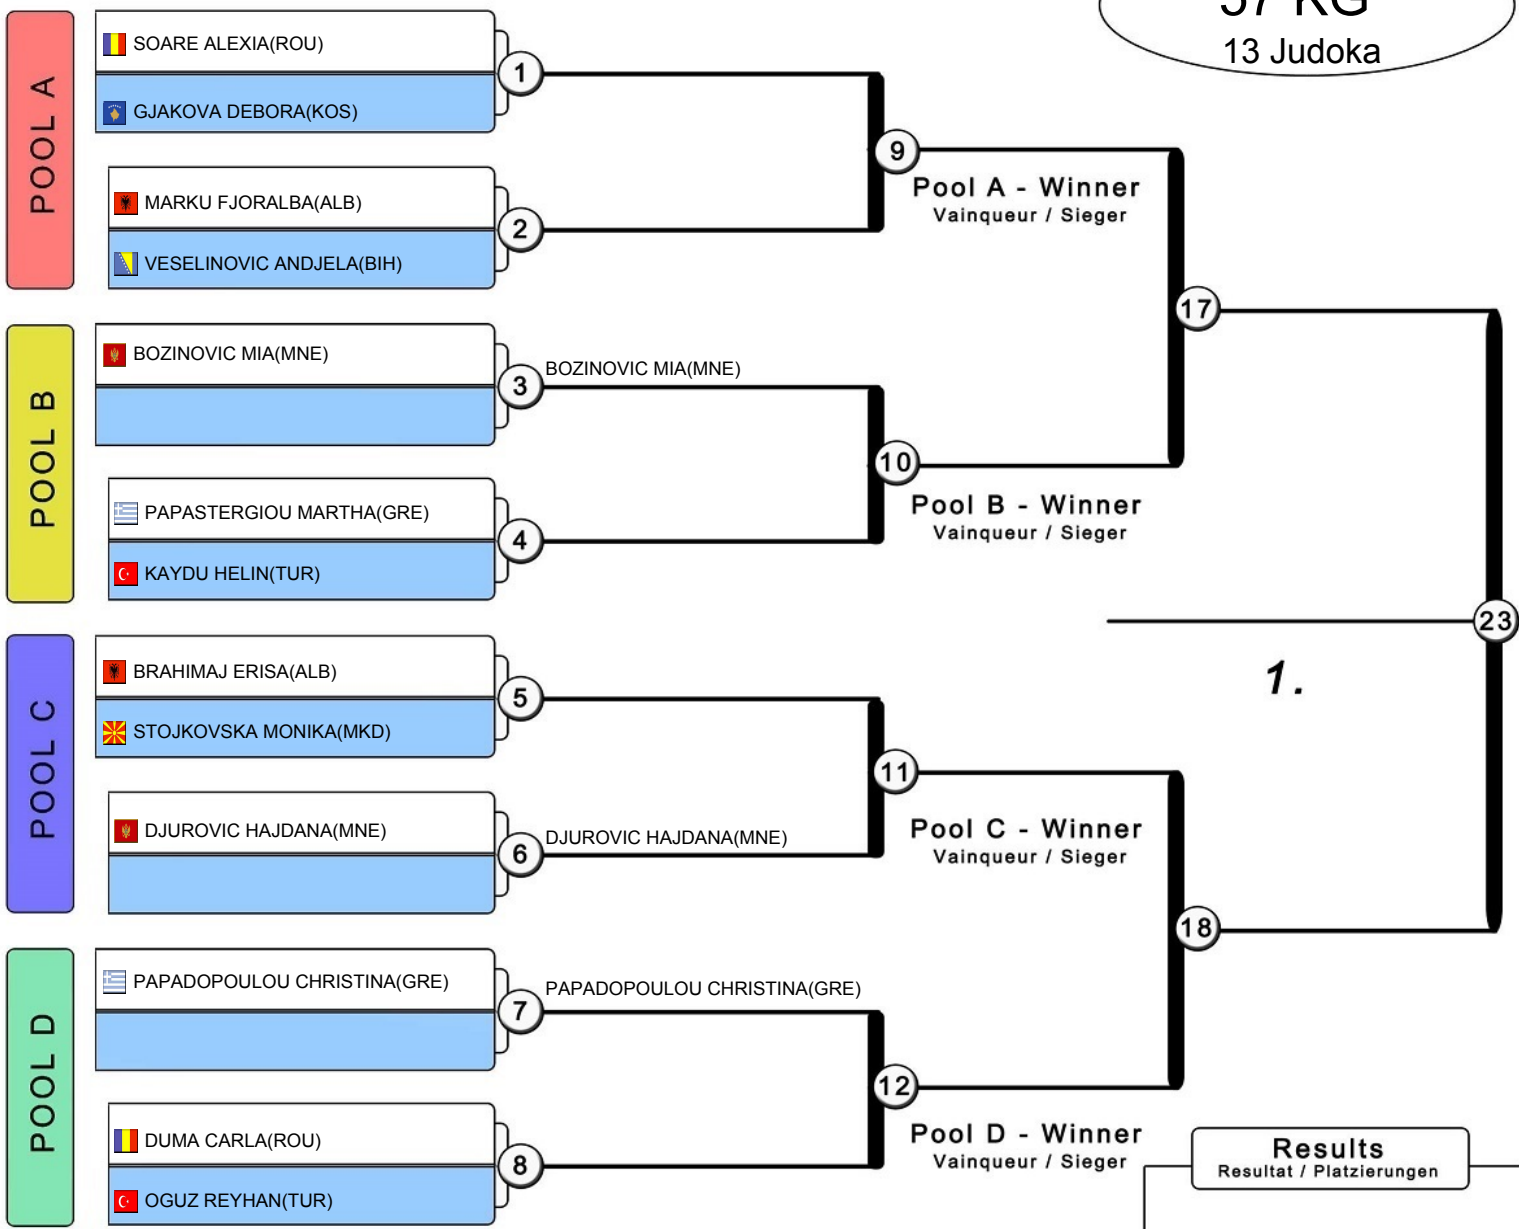 57 KG
13 Judoka
POOL A
SOARE ALEXIA(ROU)
GJAKOVA DEBORA(KOS)
1
MARKU FJORALBA(ALB)
VESELINOVIC ANDJELA(BIH)
2
9
Pool A - Winner
Vainqueur / Sieger
17
POOL B
BOZINOVIC MIA(MNE)
3
BOZINOVIC MIA(MNE)
PAPASTERGIOU MARTHA(GRE)
KAYDU HELIN(TUR)
4
10
Pool B - Winner
Vainqueur / Sieger
23
1.
POOL C
BRAHIMAJ ERISA(ALB)
STOJKOVSKA MONIKA(MKD)
5
DJUROVIC HAJDANA(MNE)
6
DJUROVIC HAJDANA(MNE)
11
Pool C - Winner
Vainqueur / Sieger
18
POOL D
PAPADOPOULOU CHRISTINA(GRE)
7
PAPADOPOULOU CHRISTINA(GRE)
DUMA CARLA(ROU)
OGUZ REYHAN(TUR)
8
12
Pool D - Winner
Vainqueur / Sieger
Results
Resultat / Platzierungen